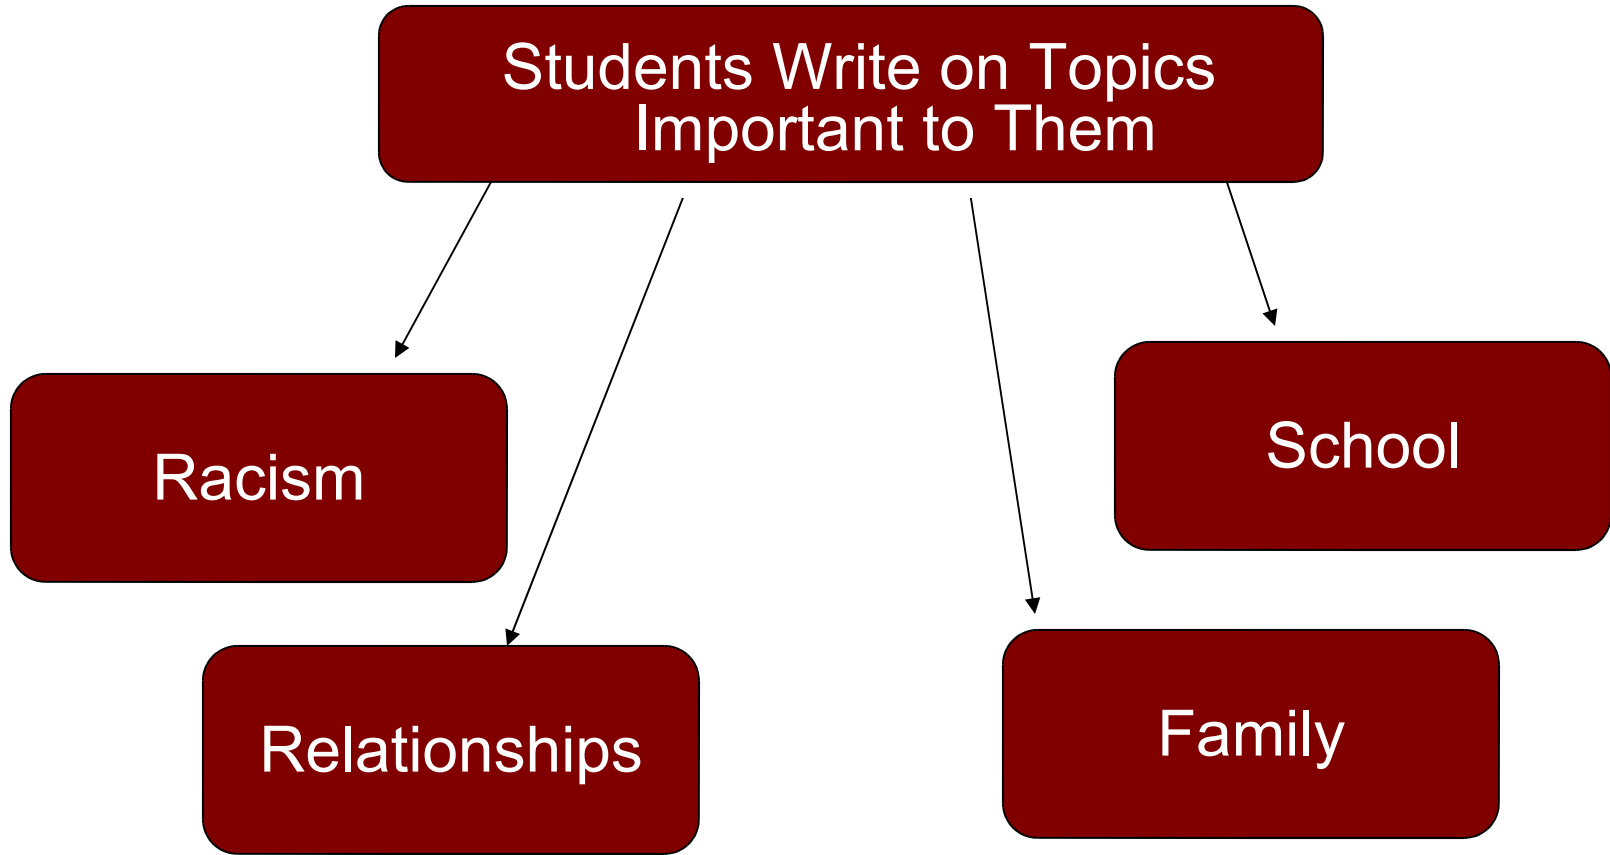 Students Write on Topics
Important to Them
Racism
School
Relationships
Family